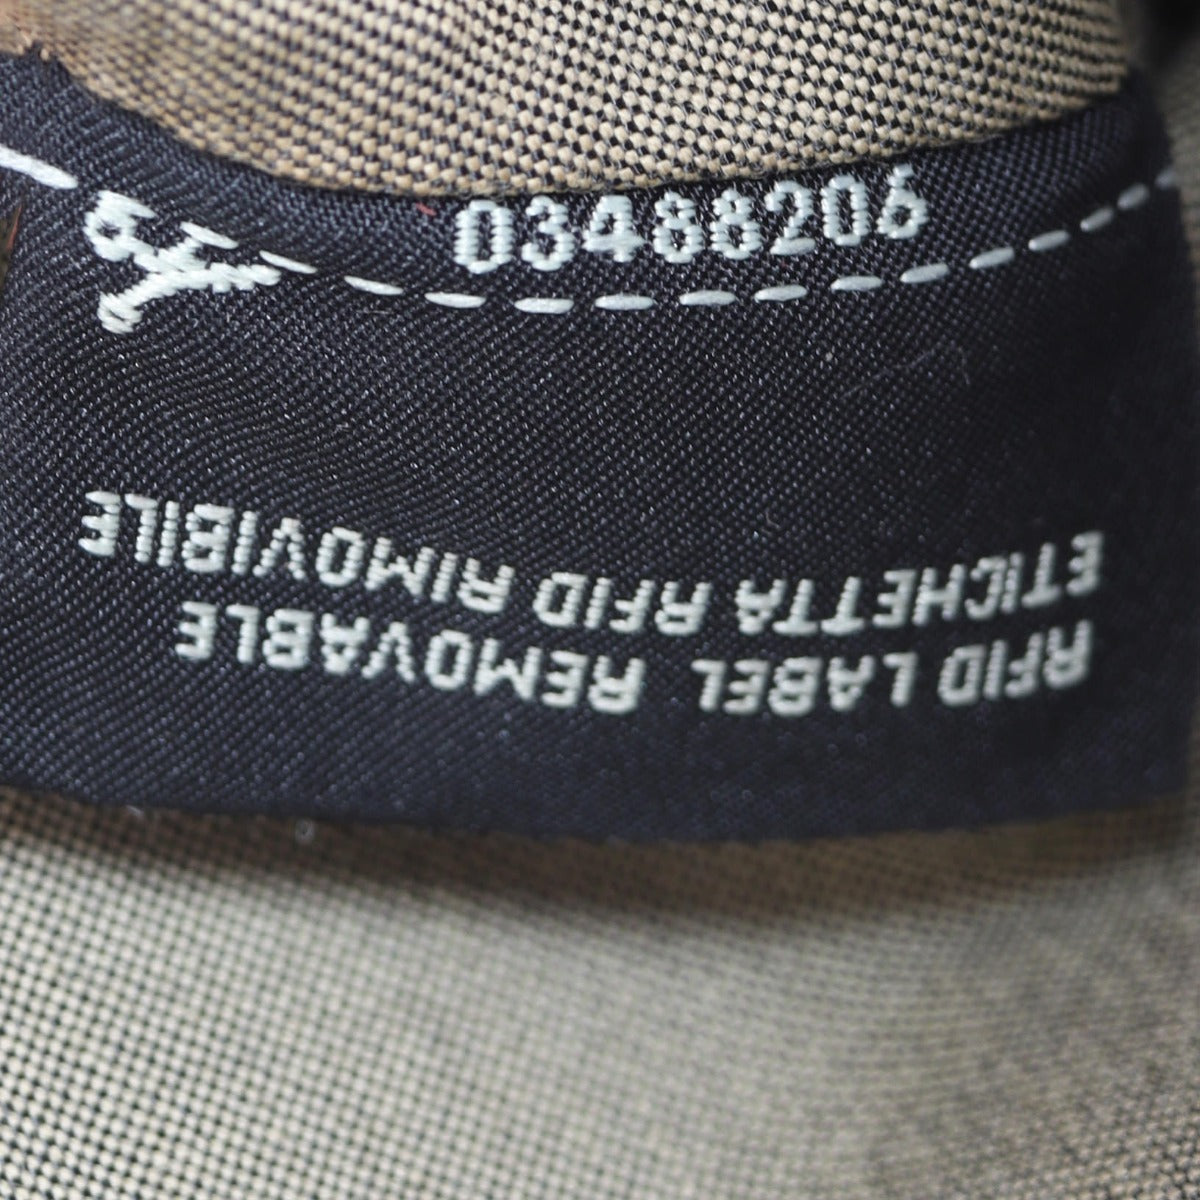 03488206
RFID LABEL REMOVABLE
ETICHETTA RFID RIMOVIBILE